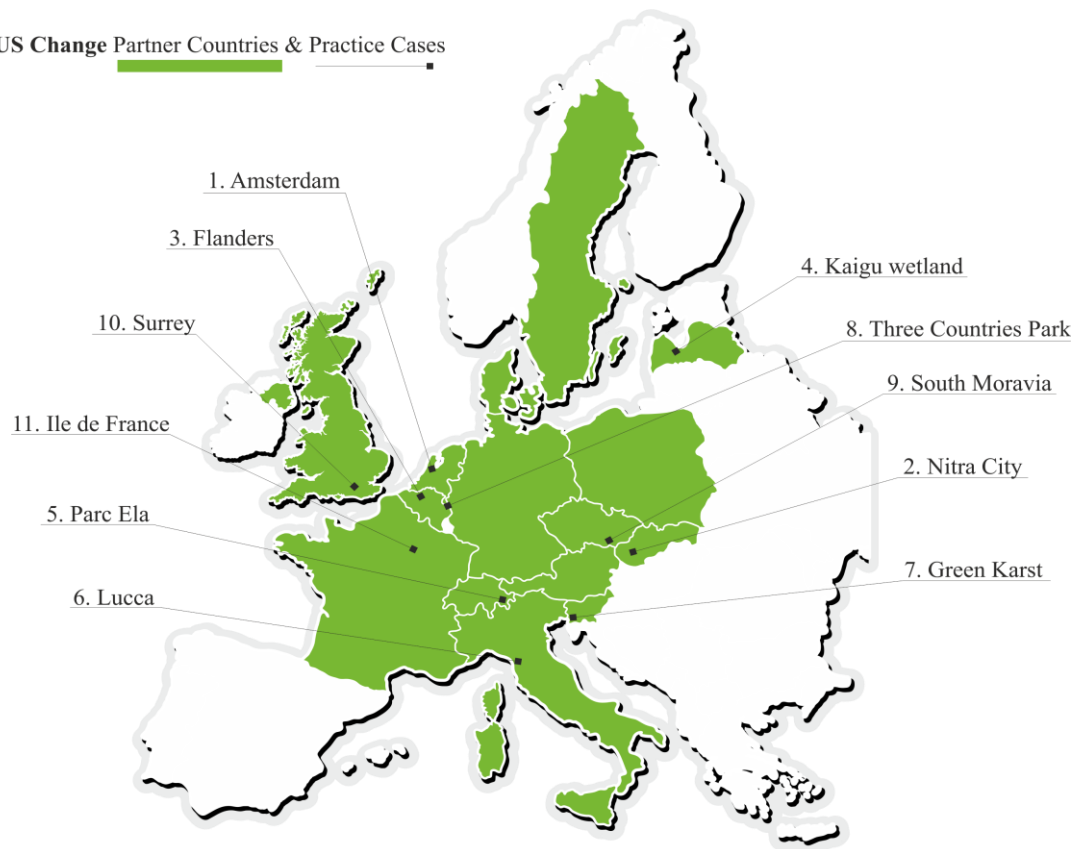 US Change Partner Countries & Practice Cases
1. Amsterdam
3. Flanders
4. Kaigu wetland
10. Surrey
8. Three Countries Park
9. South Moravia
11. Ile de France
2. Nitra City
5. Parc Ela
7. Green Karst
6. Lucca